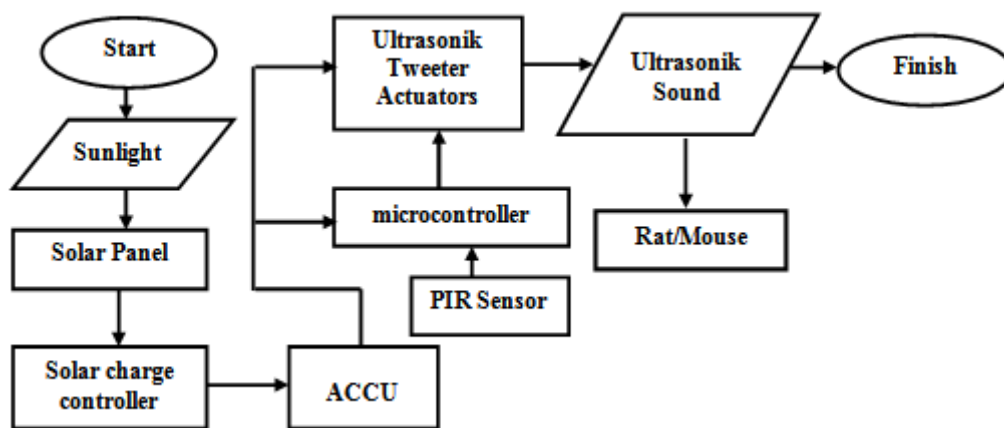 Start
Sunlight
Solar Panel
Solar charge
controller
ACCU
Ultrasonik
Tweeter
Actuators
microcontroller
PIR Sensor
Ultrasonik
Sound
Rat/Mouse
Finish